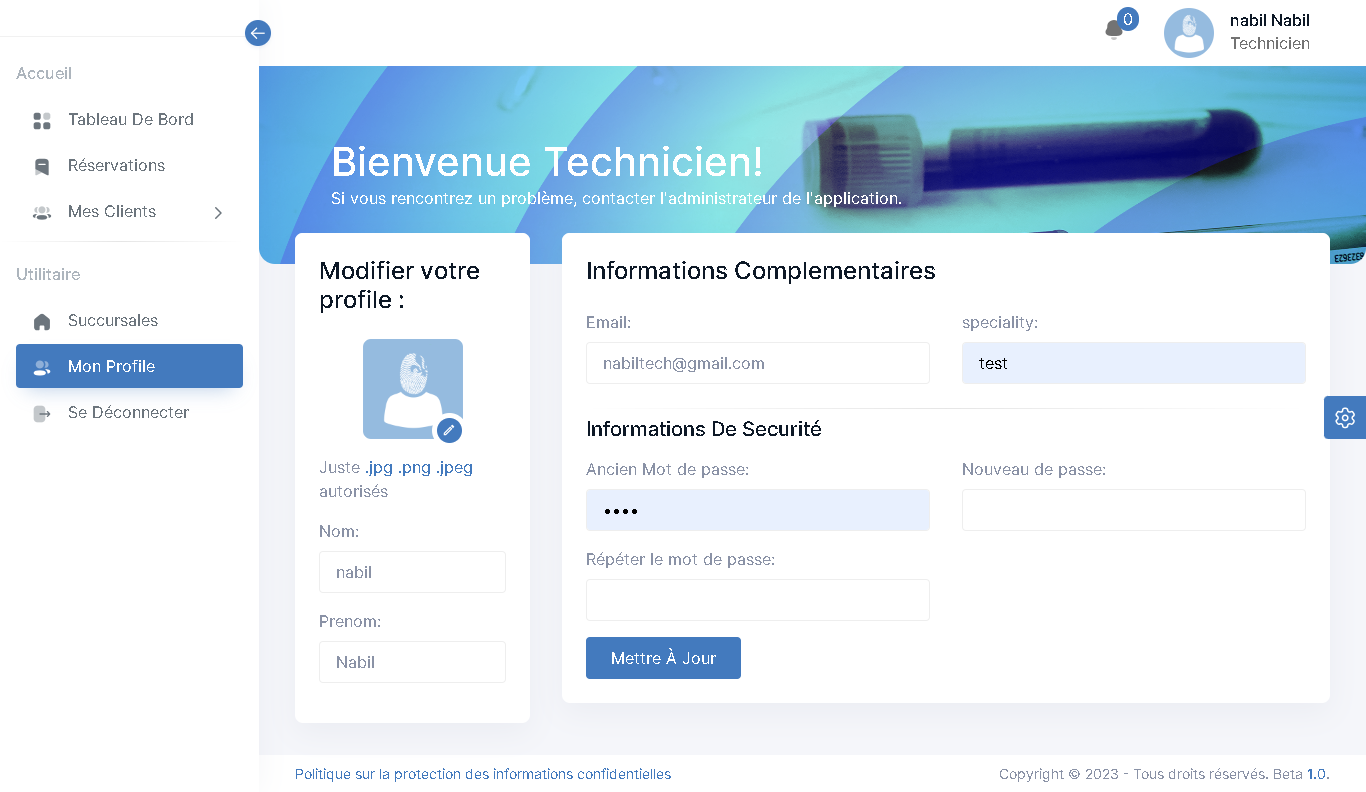 0
nabil Nabil
Technicien
Accueil
Tableau De Bord
Réservations
Mes Clients
Utilitaire
Succursales
Mon Profile
Se Déconnecter
Bienvenue Technicien!
Si vous rencontrez un problème, contacter l'administrateur de l'application.
Modifier votre
profile :
Juste .jpg .png .jpeg
autorisés
Nom:
nabil
Prenom:
Nabil
Informations Complementaires
Email:
speciality:
nabiltech@gmail.com
test
Informations De Securité
Ancien Mot de passe:
Nouveau de passe:
••••
Répéter le mot de passe:
Mettre À Jour
Politique sur la protection des informations confidentielles
Copyright © 2023 - Tous droits réservés. Beta 1.0.